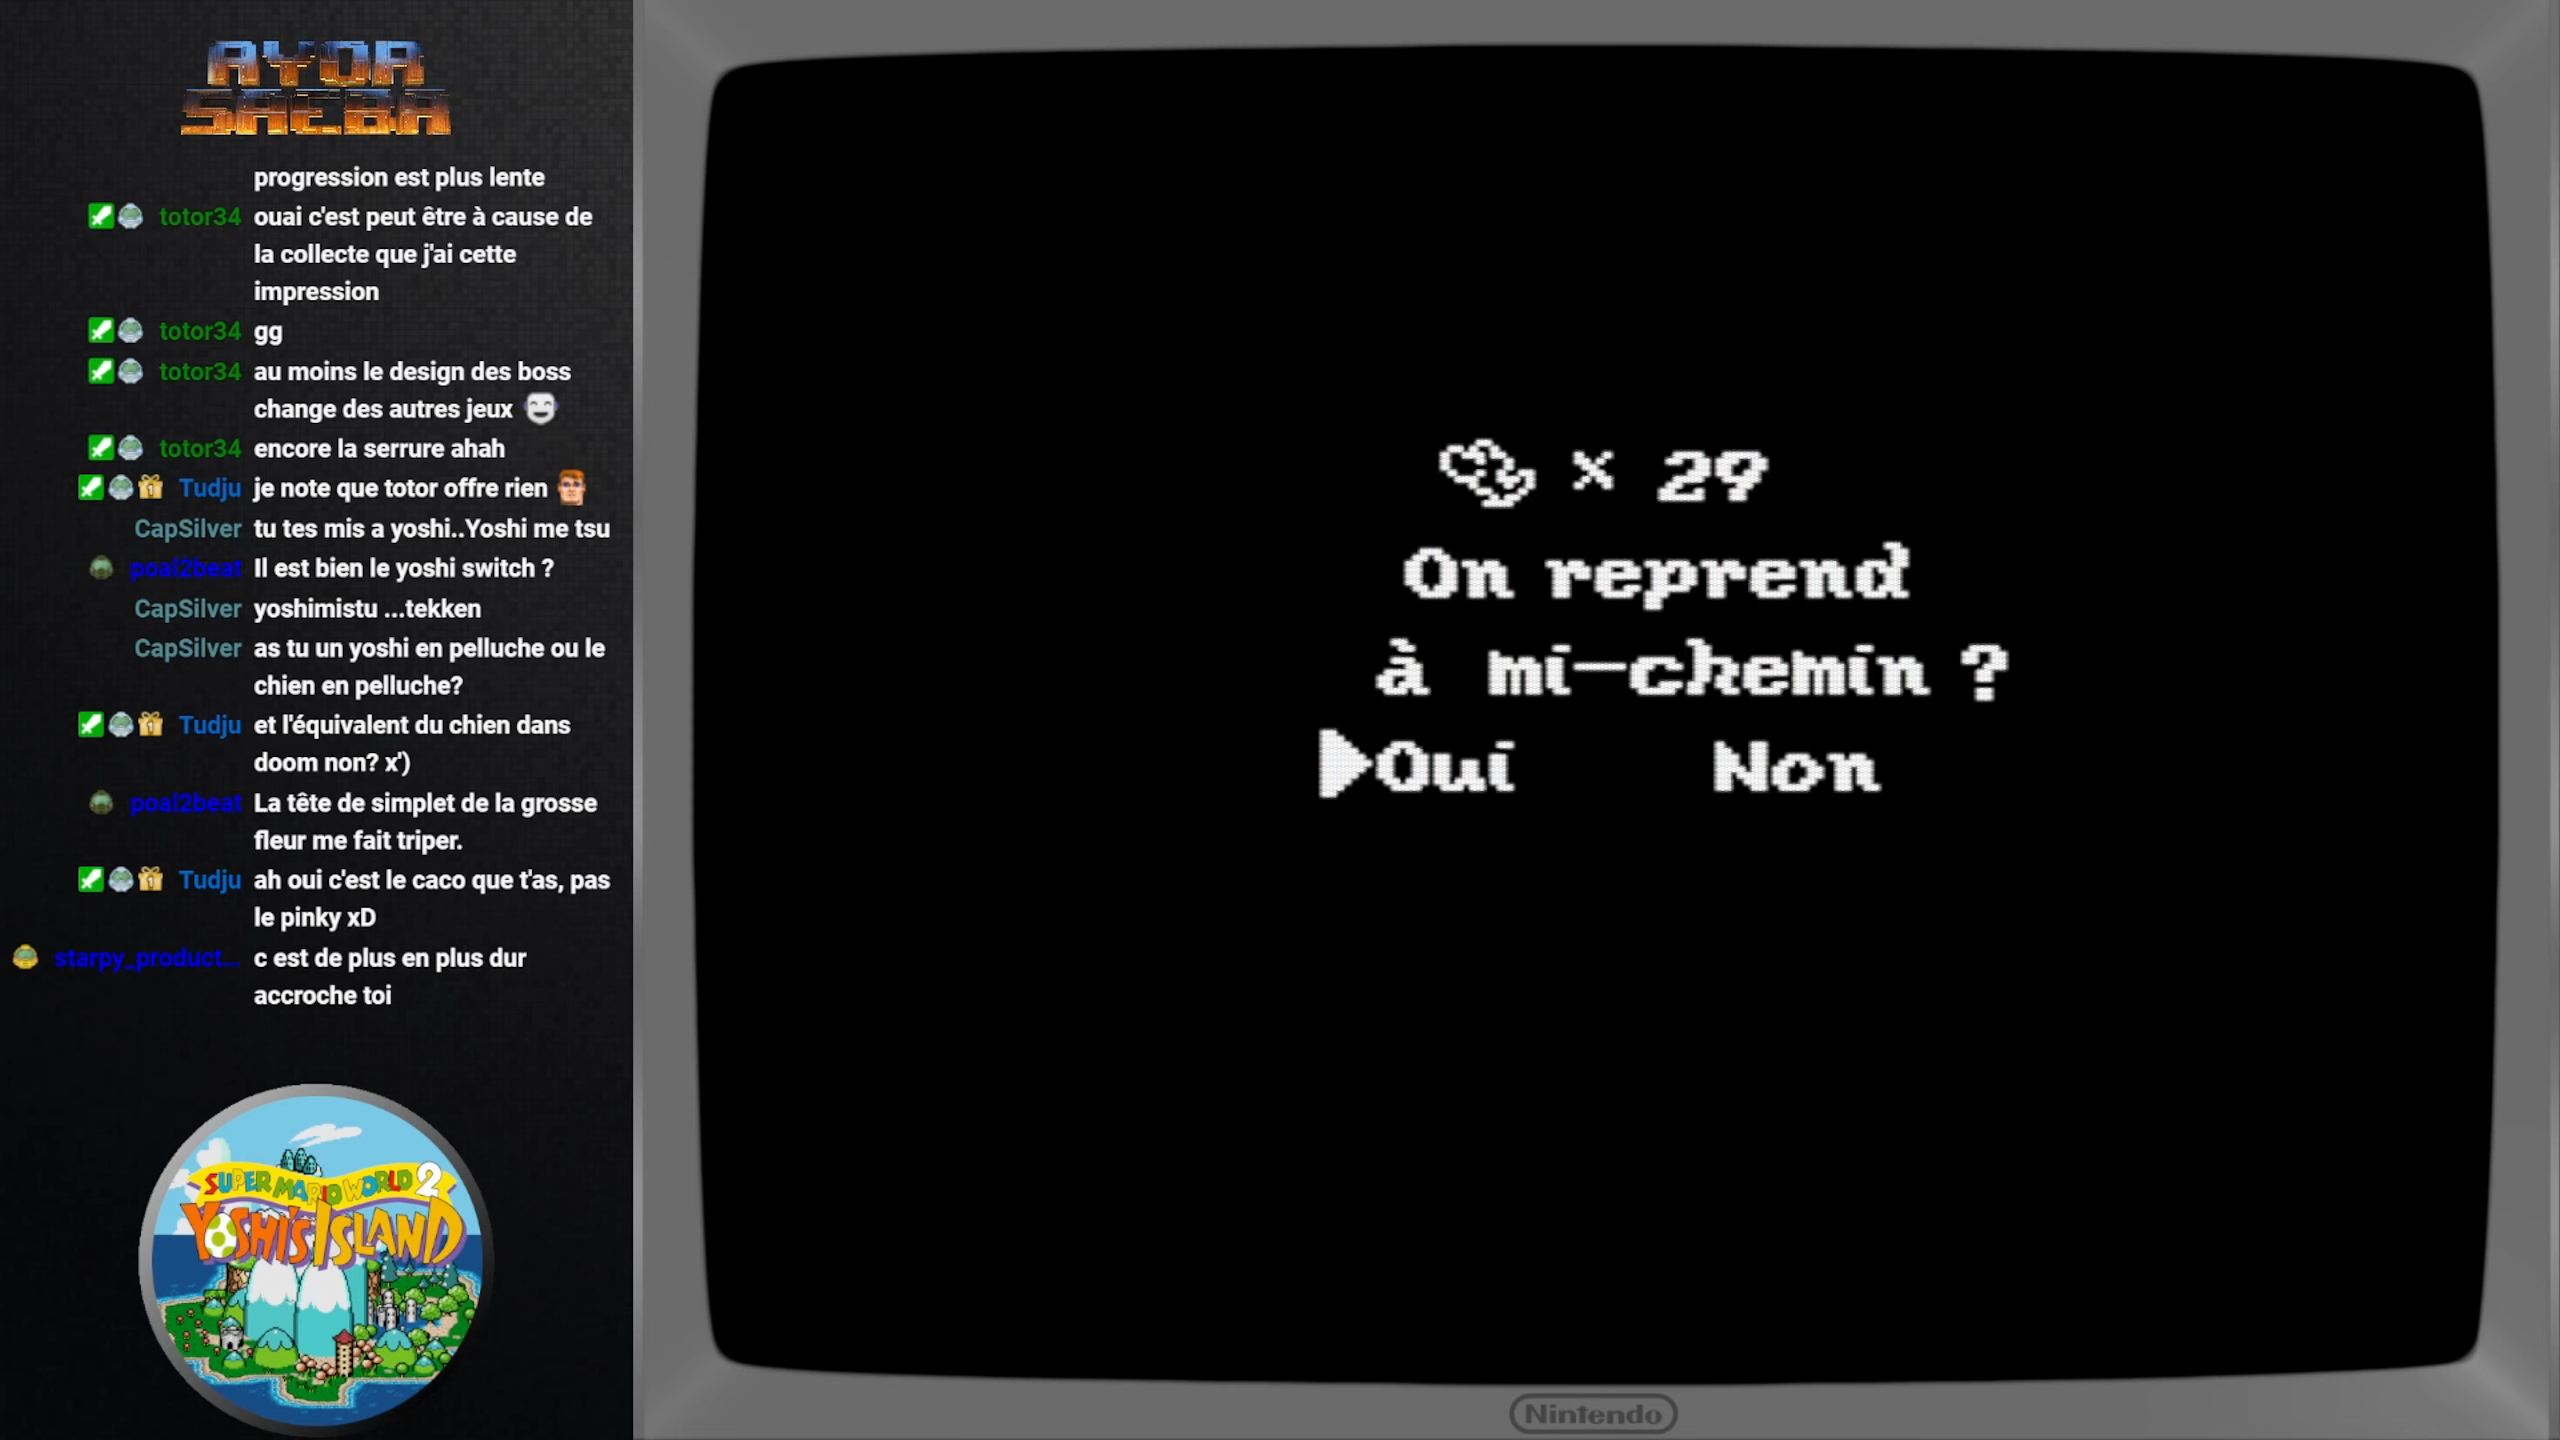 AYOR
SAEBA
progression est plus lente
totor34 ouai c'est peut être à cause de
la collecte que j'ai cette
impression
totor34 gg
totor34 au moins le design des boss
change des autres jeux
totor34 encore la serrure ahah
Tudju je note que totor offre rien
CapSilver tu tes mis a yoshi..Yoshi me tsu
poal2beat Il est bien le yoshi switch ?
CapSilver yoshimistu ...tekken
CapSilver as tu un yoshi en pelluche ou le
chien en pelluche?
Tudju et l'équivalent du chien dans
doom non? x')
poal2beat La tête de simplet de la grosse
fleur me fait triper.
Tudju ah oui c'est le caco que t'as, pas
le pinky xD
starpy_product... c est de plus en plus dur
accroche toi
SUPER MARIO WORLD 2
YOSHI'S ISLAND
× 29
On reprend
à mi-chemin ?
Oui Non
Nintendo